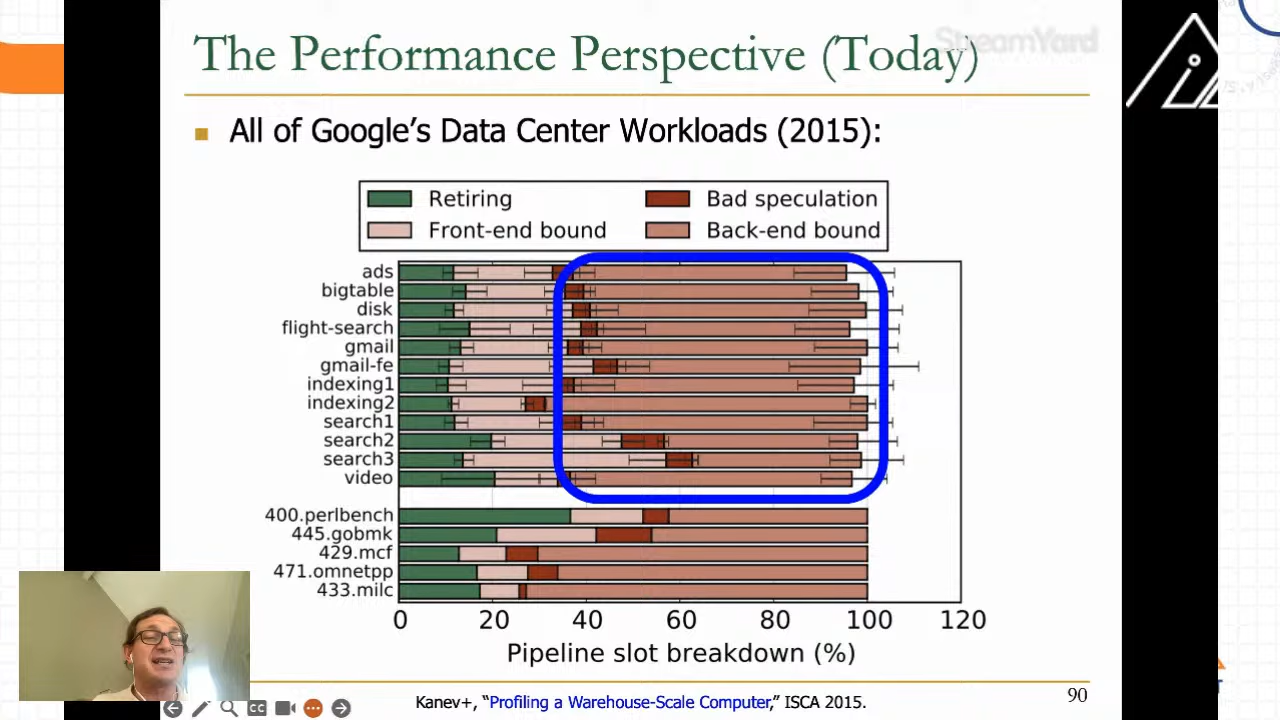 The Performance Perspective (Today)
StreamYard
All of Google's Data Center Workloads (2015):
Retiring
Bad speculation
Front-end bound
Back-end bound
ads
bigtable
disk
flight-search
gmail
gmail-fe
indexing1
indexing2
search1
search2
search3
video
400.perlbench
445.gobmk
429.mcf
471.omnetpp
433.milc
0 20 40 60 80 100 120
Pipeline slot breakdown (%)
CC
Kanev+, “Profiling a Warehouse-Scale Computer,” ISCA 2015.
90